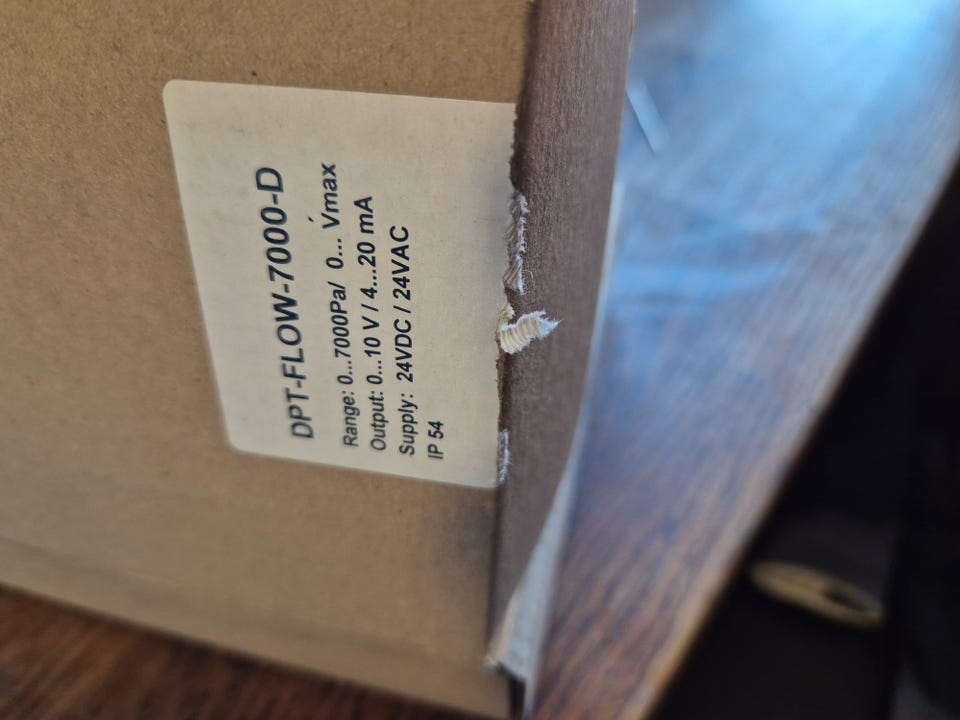 DPT-FLOW-7000-D
Range: 0...7000Pa/ 0... V̇max
Output: 0...10 V / 4...20 mA
Supply: 24VDC / 24VAC
IP 54